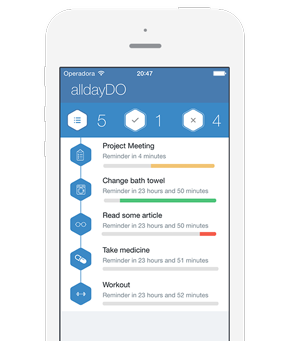 Operadora 20:47
alldayDO
5 1 4
Project Meeting
Reminder in 4 minutes
Change bath towel
Reminder in 23 hours and 50 minutes
Read some article
Reminder in 23 hours and 50 minutes
Take medicine
Reminder in 23 hours and 51 minutes
Workout
Reminder in 23 hours and 52 minutes